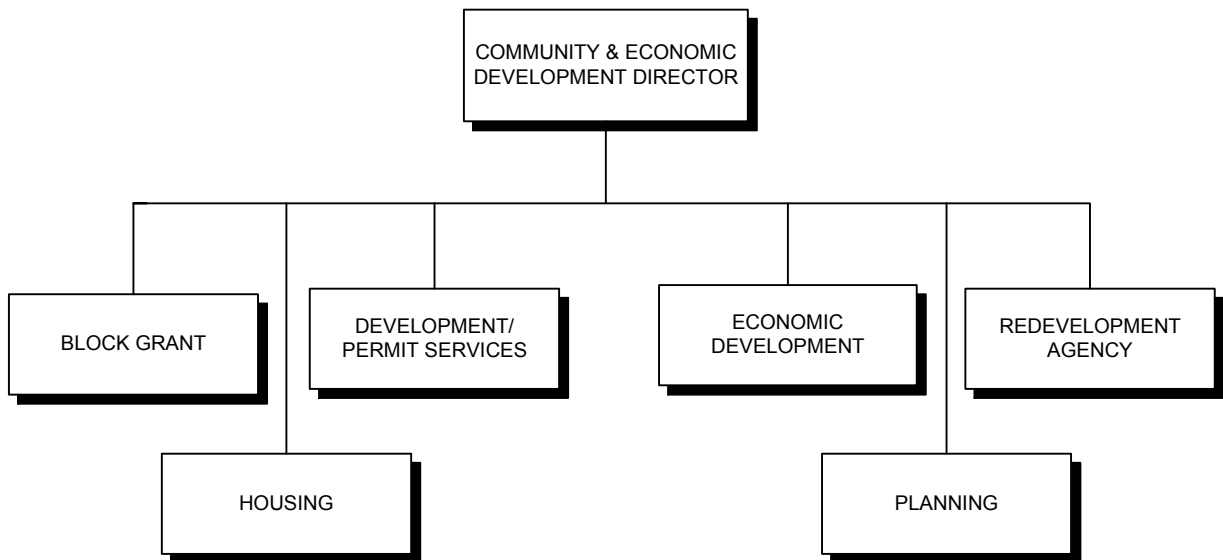 COMMUNITY & ECONOMIC
DEVELOPMENT DIRECTOR
BLOCK GRANT
DEVELOPMENT/
PERMIT SERVICES
ECONOMIC
DEVELOPMENT
REDEVELOPMENT
AGENCY
HOUSING
PLANNING